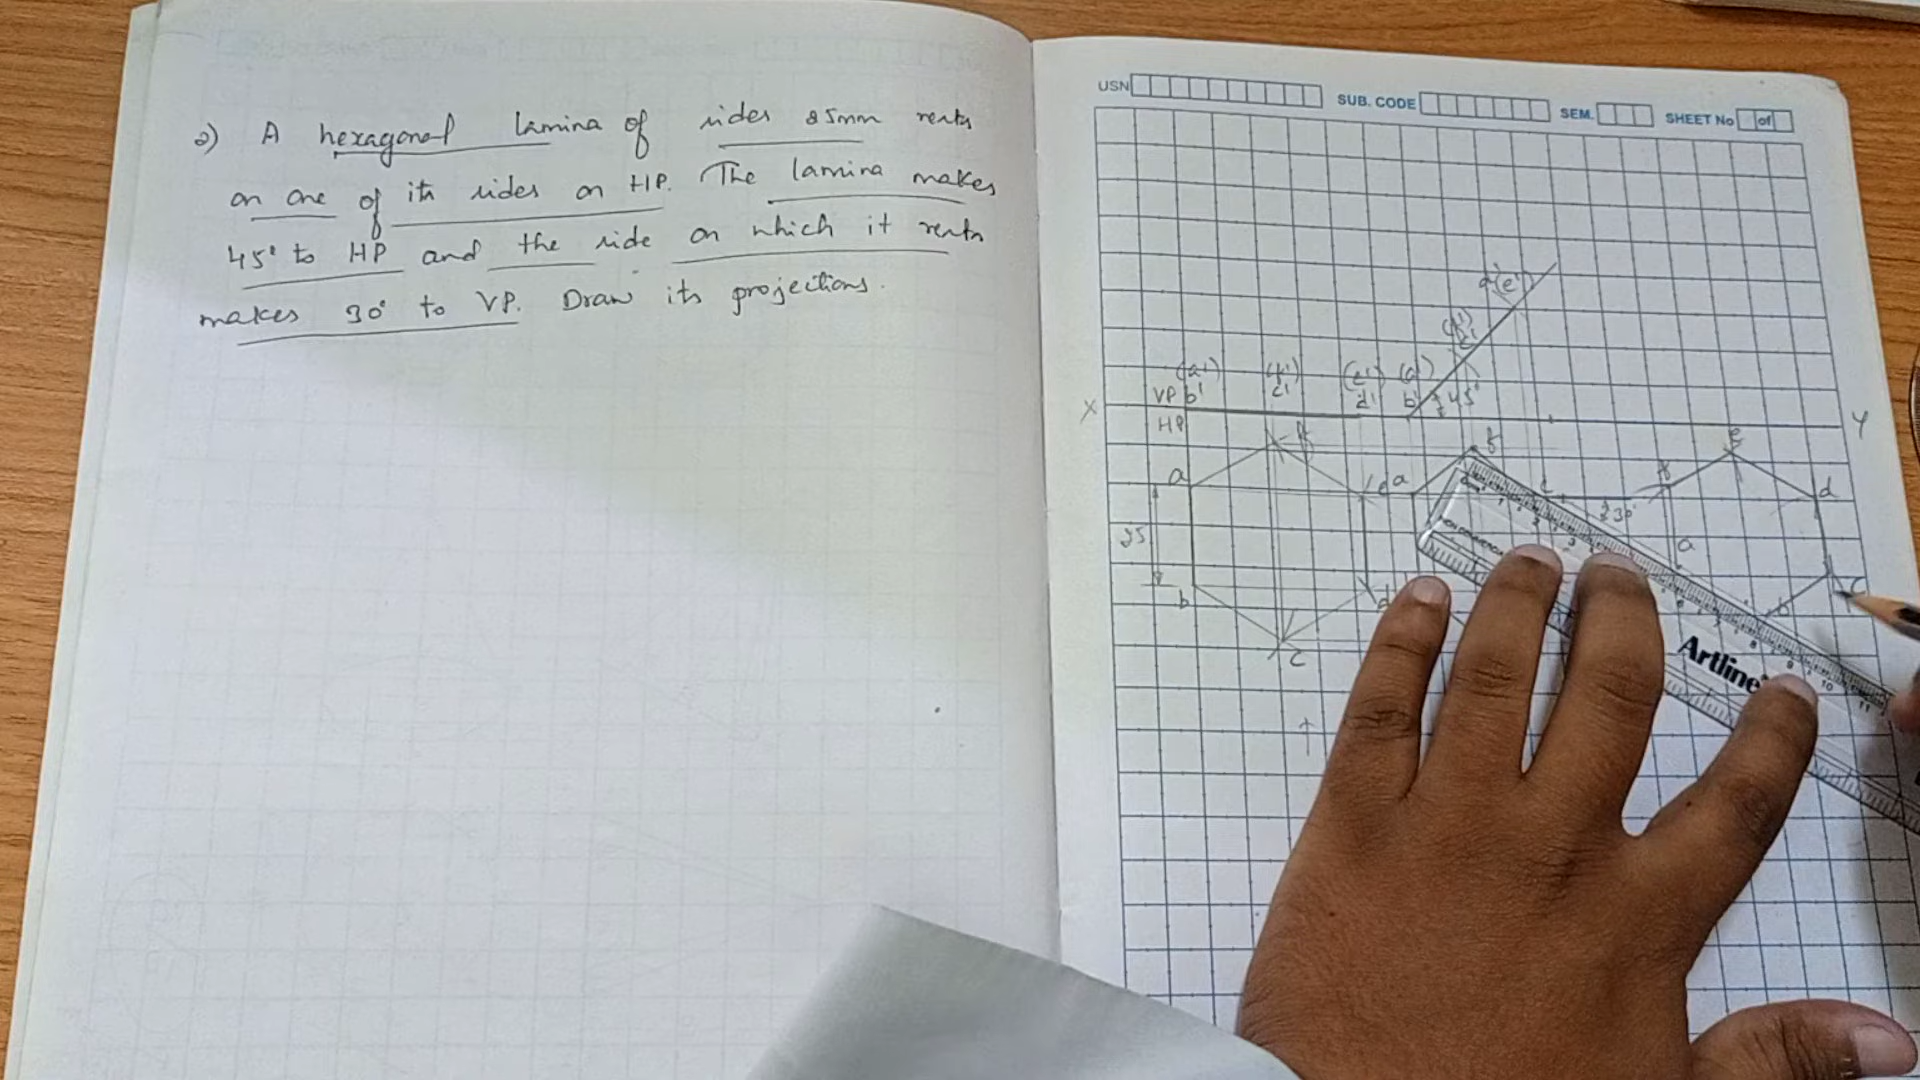 2) A hexagonal lamina of sides 25mm rests
on one of its sides on HP. The lamina makes
45° to HP and the side on which it rests
makes 30° to VP. Draw its projections.
USN
SUB. CODE
SEM.
SHEET No
of
d'(e')
(f')
c'
(a') (f') (e') (a')
VP b' c' d' b' 45°
X Y
HP
f f e
a e a c f d
30°
25 a
b d b c
c
Artline